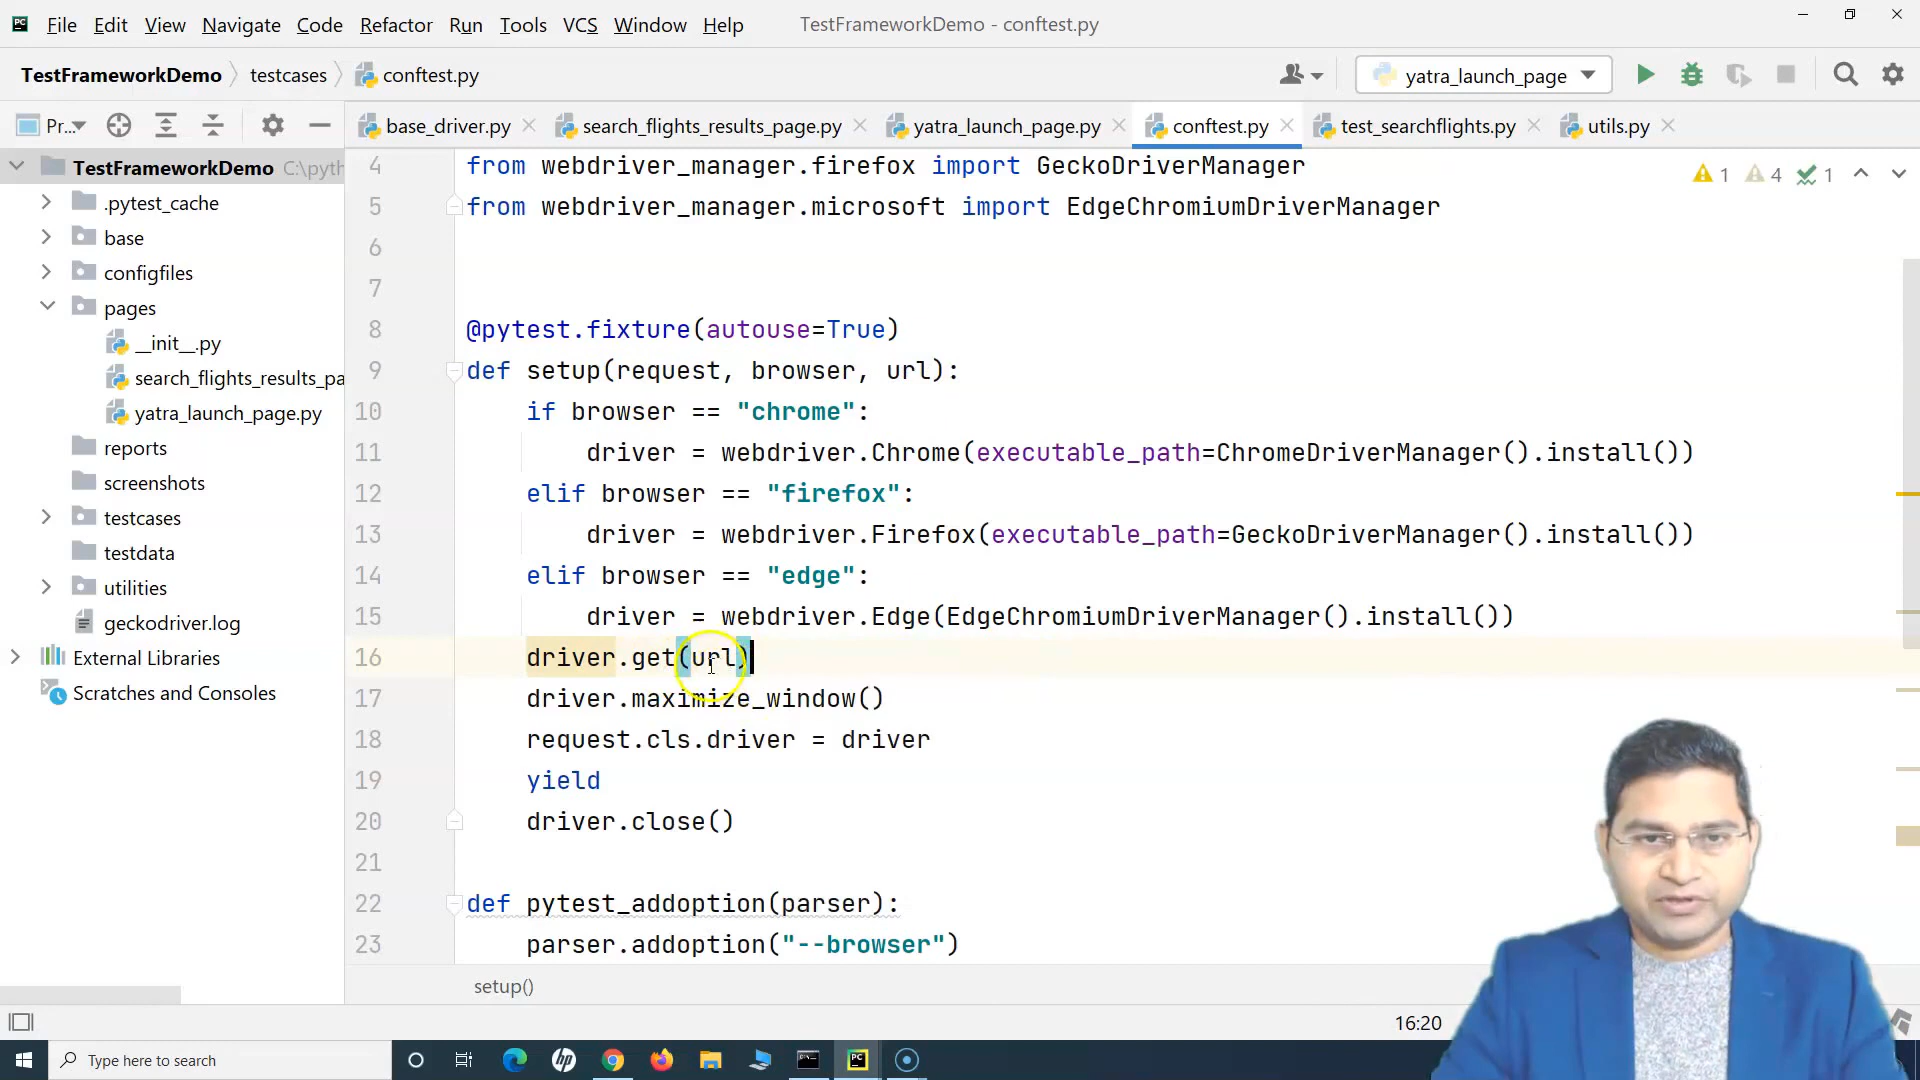 File Edit View Navigate Code Refactor Run Tools VCS Window Help TestFrameworkDemo - conftest.py
TestFrameworkDemo testcases conftest.py yatra_launch_page
Pr... base_driver.py search_flights_results_page.py yatra_launch_page.py conftest.py test_searchflights.py utils.py
TestFrameworkDemo C:\pyth
.pytest_cache
base
configfiles
pages
__init__.py
search_flights_results_pa
yatra_launch_page.py
reports
screenshots
testcases
testdata
utilities
geckodriver.log
External Libraries
Scratches and Consoles
1 4 1
4 from webdriver_manager.firefox import GeckoDriverManager
5 from webdriver_manager.microsoft import EdgeChromiumDriverManager
6
7
8 @pytest.fixture(autouse=True)
9 def setup(request, browser, url):
10 if browser == "chrome":
11 driver = webdriver.Chrome(executable_path=ChromeDriverManager().install())
12 elif browser == "firefox":
13 driver = webdriver.Firefox(executable_path=GeckoDriverManager().install())
14 elif browser == "edge":
15 driver = webdriver.Edge(EdgeChromiumDriverManager().install())
16 driver.get(url)
17 driver.maximize_window()
18 request.cls.driver = driver
19 yield
20 driver.close()
21
22 def pytest_addoption(parser):
23 parser.addoption("--browser")
setup()
16:20
Type here to search